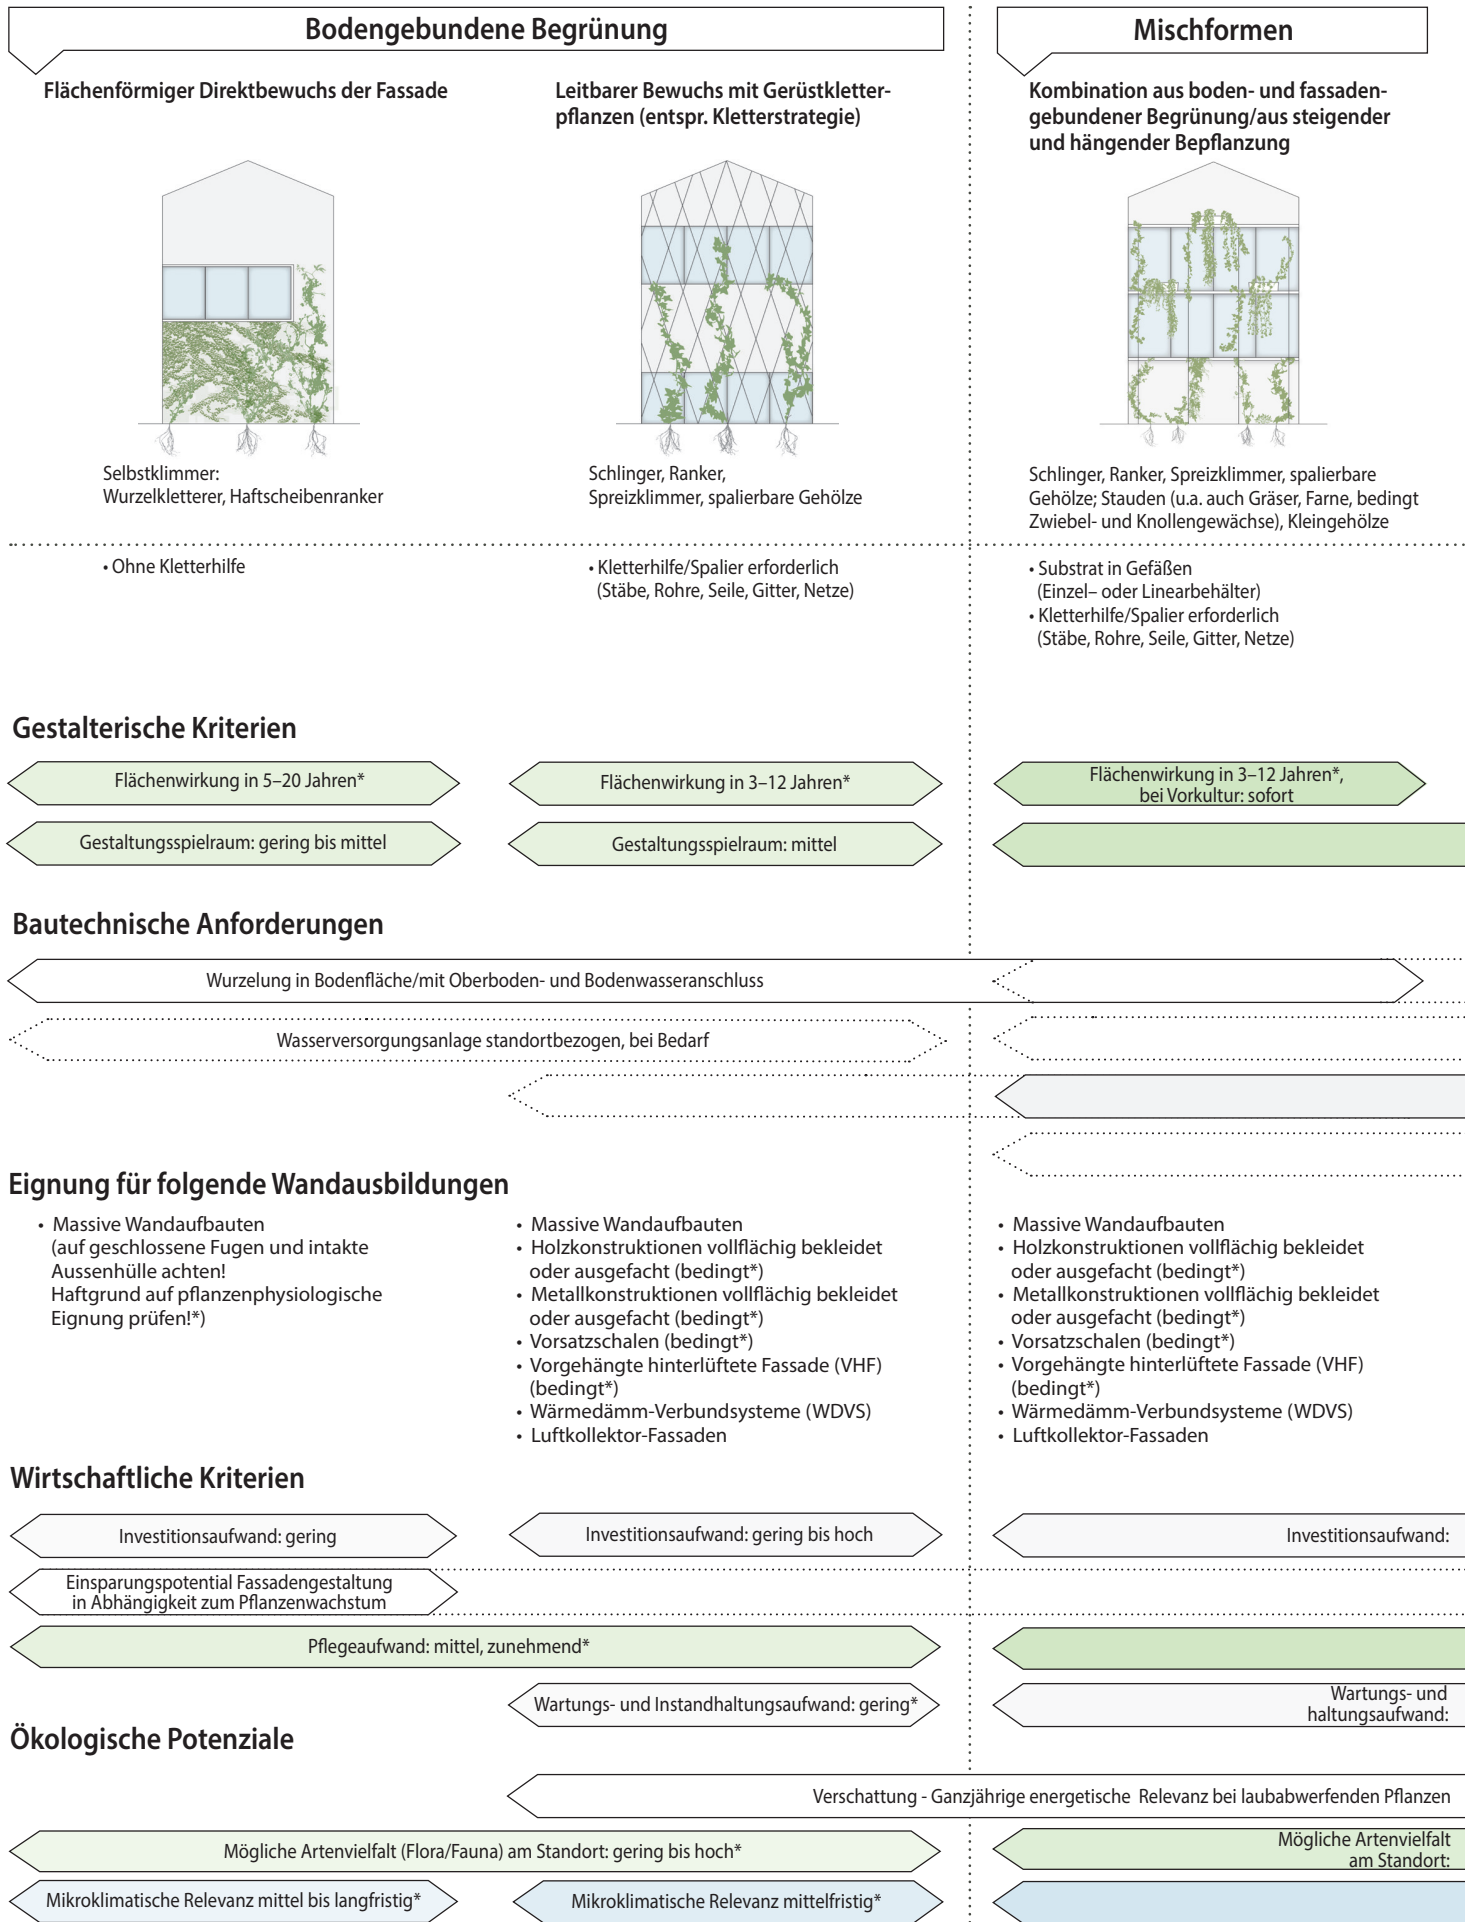 Bodengebundene Begrünung
Mischformen
Flächenförmiger Direktbewuchs der Fassade
Leitbarer Bewuchs mit Gerüstkletter-
pflanzen (entspr. Kletterstrategie)
Kombination aus boden- und fassaden-
gebundener Begrünung/aus steigender
und hängender Bepflanzung
Selbstklimmer:
Wurzelkletterer, Haftscheibenranker
Schlinger, Ranker,
Spreizklimmer, spalierbare Gehölze
Schlinger, Ranker, Spreizklimmer, spalierbare
Gehölze; Stauden (u.a. auch Gräser, Farne, bedingt
Zwiebel- und Knollengewächse), Kleingehölze
• Ohne Kletterhilfe
• Kletterhilfe/Spalier erforderlich
(Stäbe, Rohre, Seile, Gitter, Netze)
• Substrat in Gefäßen
(Einzel– oder Linearbehälter)
• Kletterhilfe/Spalier erforderlich
(Stäbe, Rohre, Seile, Gitter, Netze)
Gestalterische Kriterien
Flächenwirkung in 5–20 Jahren*
Flächenwirkung in 3–12 Jahren*
Flächenwirkung in 3–12 Jahren*,
bei Vorkultur: sofort
Gestaltungsspielraum: gering bis mittel
Gestaltungsspielraum: mittel
Bautechnische Anforderungen
Wurzelung in Bodenfläche/mit Oberboden- und Bodenwasseranschluss
Wasserversorgungsanlage standortbezogen, bei Bedarf
Eignung für folgende Wandausbildungen
• Massive Wandaufbauten
(auf geschlossene Fugen und intakte
Aussenhülle achten!
Haftgrund auf pflanzenphysiologische
Eignung prüfen!*)
• Massive Wandaufbauten
• Holzkonstruktionen vollflächig bekleidet
oder ausgefacht (bedingt*)
• Metallkonstruktionen vollflächig bekleidet
oder ausgefacht (bedingt*)
• Vorsatzschalen (bedingt*)
• Vorgehängte hinterlüftete Fassade (VHF)
(bedingt*)
• Wärmedämm-Verbundsysteme (WDVS)
• Luftkollektor-Fassaden
• Massive Wandaufbauten
• Holzkonstruktionen vollflächig bekleidet
oder ausgefacht (bedingt*)
• Metallkonstruktionen vollflächig bekleidet
oder ausgefacht (bedingt*)
• Vorsatzschalen (bedingt*)
• Vorgehängte hinterlüftete Fassade (VHF)
(bedingt*)
• Wärmedämm-Verbundsysteme (WDVS)
• Luftkollektor-Fassaden
Wirtschaftliche Kriterien
Investitionsaufwand: gering
Investitionsaufwand: gering bis hoch
Investitionsaufwand:
Einsparungspotential Fassadengestaltung
in Abhängigkeit zum Pflanzenwachstum
Pflegeaufwand: mittel, zunehmend*
Wartungs- und Instandhaltungsaufwand: gering*
Wartungs- und
haltungsaufwand:
Ökologische Potenziale
Verschattung - Ganzjährige energetische Relevanz bei laubabwerfenden Pflanzen
Mögliche Artenvielfalt (Flora/Fauna) am Standort: gering bis hoch*
Mögliche Artenvielfalt
am Standort:
Mikroklimatische Relevanz mittel bis langfristig*
Mikroklimatische Relevanz mittelfristig*